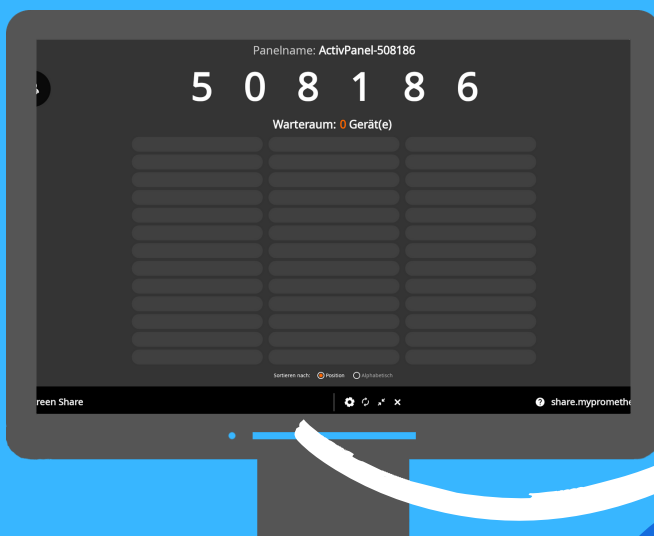 Panelname: ActivPanel-508186
5 0 8 1 8 6
Warteraum: 0 Gerät(e)
Sortieren nach: Position Alphabetisch
reen Share
share.myprometh